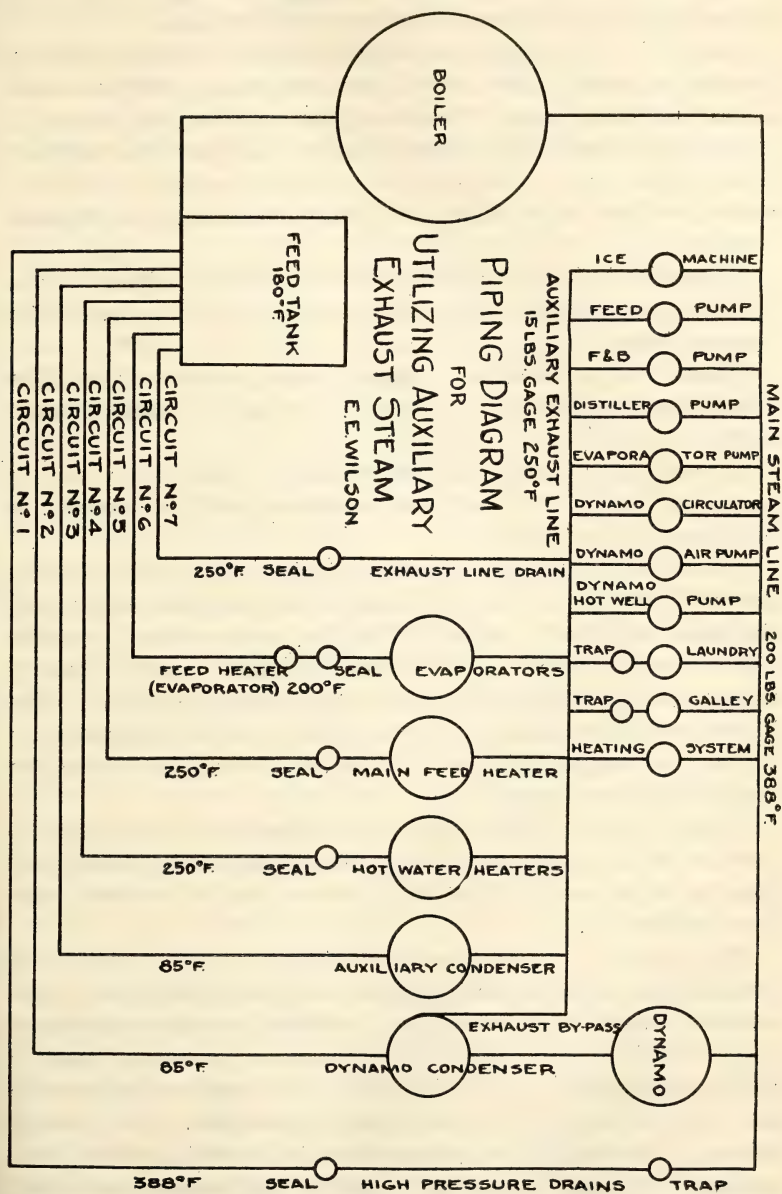 BOILER
FEED TANK
180°F.
PIPING DIAGRAM
FOR
UTILIZING AUXILIARY
EXHAUST STEAM
E.E.WILSON.
AUXILIARY EXHAUST LINE
15 LBS. GAGE 250°F
MAIN STEAM LINE 200 LBS. GAGE 388°F.
ICE MACHINE
FEED PUMP
F&B PUMP
DISTILLER PUMP
EVAPORATOR PUMP
DYNAMO CIRCULATOR
DYNAMO AIR PUMP
DYNAMO
HOT WELL PUMP
TRAP LAUNDRY
TRAP GALLEY
HEATING SYSTEM
CIRCUIT Nº 7
CIRCUIT Nº 6
CIRCUIT Nº 5
CIRCUIT Nº 4
CIRCUIT Nº 3
CIRCUIT Nº 2
CIRCUIT Nº 1
250°F. SEAL EXHAUST LINE DRAIN
FEED HEATER SEAL EVAPORATORS
(EVAPORATOR) 200°F.
250°F. SEAL MAIN FEED HEATER
250°F. SEAL HOT WATER HEATERS
85°F. AUXILIARY CONDENSER
EXHAUST BY-PASS
DYNAMO
85°F. DYNAMO CONDENSER
388°F SEAL HIGH PRESSURE DRAINS TRAP